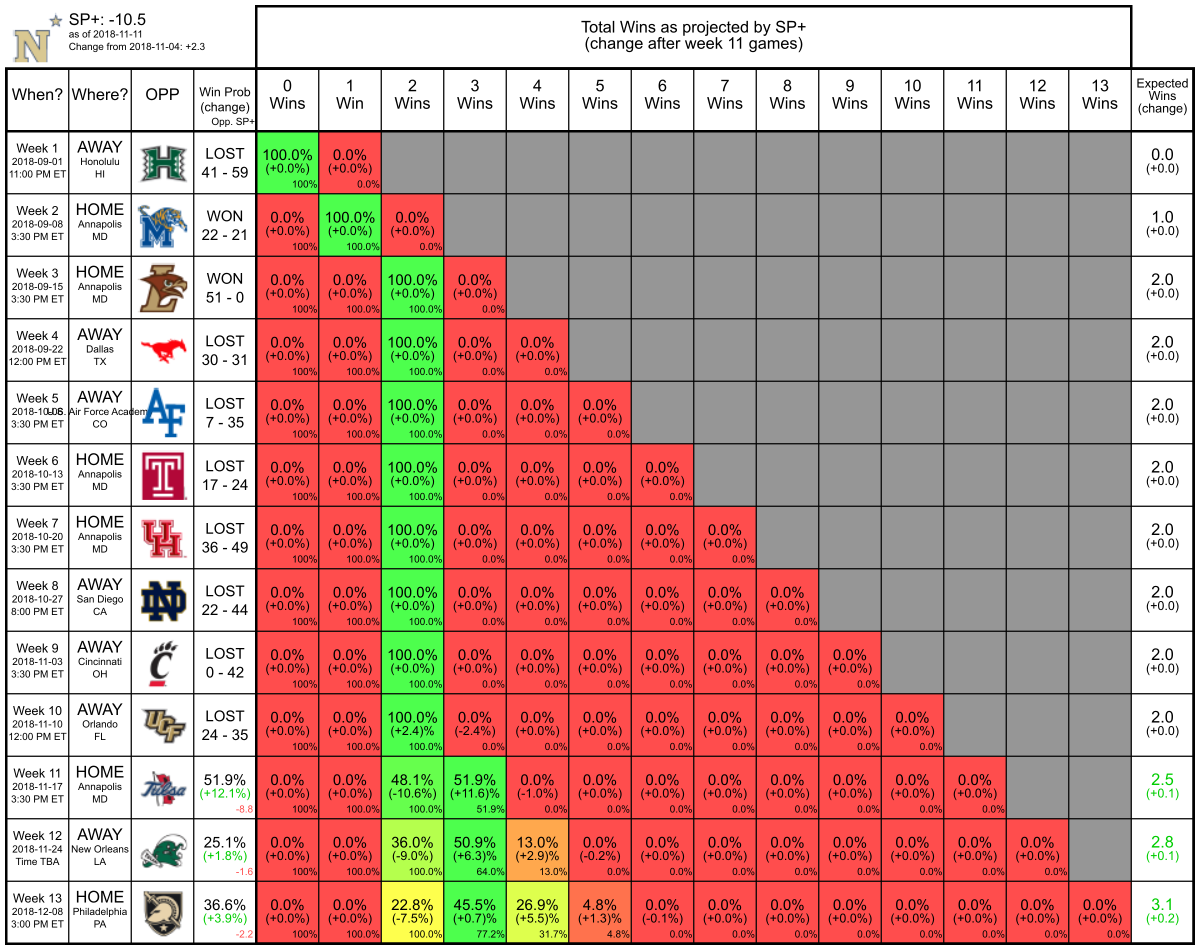 SP+: -10.5
as of 2018-11-11
Change from 2018-11-04: +2.3
Total Wins as projected by SP+
(change after week 11 games)
When? Where? OPP Win Prob (change) Opp. SP+ 0 Wins 1 Win 2 Wins 3 Wins 4 Wins 5 Wins 6 Wins 7 Wins 8 Wins 9 Wins 10 Wins 11 Wins 12 Wins 13 Wins Expected Wins (change)
Week 1 AWAY LOST 100.0% 0.0% 0.0
2018-09-01 Honolulu H (+0.0%) (+0.0%) (+0.0)
11:00 PM ET HI 41 - 59 100% 0.0%
Week 2 HOME WON 0.0% 100.0% 0.0% 1.0
2018-09-08 Annapolis M (+0.0%) (+0.0%) (+0.0%) (+0.0)
3:30 PM ET MD 22 - 21 100% 100.0% 0.0%
Week 3 HOME WON 0.0% 0.0% 100.0% 0.0% 2.0
2018-09-15 Annapolis L (+0.0%) (+0.0%) (+0.0%) (+0.0%) (+0.0)
3:30 PM ET MD 51 - 0 100% 100.0% 100.0% 0.0%
Week 4 AWAY LOST 0.0% 0.0% 100.0% 0.0% 0.0% 2.0
2018-09-22 Dallas (+0.0%) (+0.0%) (+0.0%) (+0.0%) (+0.0%) (+0.0)
12:00 PM ET TX 30 - 31 100% 100.0% 100.0% 0.0% 0.0%
Week 5 AWAY LOST 0.0% 0.0% 100.0% 0.0% 0.0% 0.0% 2.0
Air Force Academ AF (+0.0%) (+0.0%) (+0.0%) (+0.0%) (+0.0%) (+0.0%) (+0.0)
3:30 PM ET CO 7 - 35 100% 100.0% 100.0% 0.0% 0.0% 0.0%
Week 6 HOME LOST 0.0% 0.0% 100.0% 0.0% 0.0% 0.0% 0.0% 2.0
2018-10-13 Annapolis T (+0.0%) (+0.0%) (+0.0%) (+0.0%) (+0.0%) (+0.0%) (+0.0%) (+0.0)
3:30 PM ET MD 17 - 24 100% 100.0% 100.0% 0.0% 0.0% 0.0% 0.0%
Week 7 HOME LOST 0.0% 0.0% 100.0% 0.0% 0.0% 0.0% 0.0% 0.0% 2.0
2018-10-20 Annapolis UH (+0.0%) (+0.0%) (+0.0%) (+0.0%) (+0.0%) (+0.0%) (+0.0%) (+0.0%) (+0.0)
3:30 PM ET MD 36 - 49 100% 100.0% 100.0% 0.0% 0.0% 0.0% 0.0% 0.0%
Week 8 AWAY LOST 0.0% 0.0% 100.0% 0.0% 0.0% 0.0% 0.0% 0.0% 0.0% 2.0
2018-10-27 San Diego ND (+0.0%) (+0.0%) (+0.0%) (+0.0%) (+0.0%) (+0.0%) (+0.0%) (+0.0%) (+0.0%) (+0.0)
8:00 PM ET CA 22 - 44 100% 100.0% 100.0% 0.0% 0.0% 0.0% 0.0% 0.0% 0.0%
Week 9 AWAY LOST 0.0% 0.0% 100.0% 0.0% 0.0% 0.0% 0.0% 0.0% 0.0% 0.0% 2.0
2018-11-03 Cincinnati C (+0.0%) (+0.0%) (+0.0%) (+0.0%) (+0.0%) (+0.0%) (+0.0%) (+0.0%) (+0.0%) (+0.0%) (+0.0)
3:30 PM ET OH 0 - 42 100% 100.0% 100.0% 0.0% 0.0% 0.0% 0.0% 0.0% 0.0% 0.0%
Week 10 AWAY LOST 0.0% 0.0% 100.0% 0.0% 0.0% 0.0% 0.0% 0.0% 0.0% 0.0% 0.0% 2.0
2018-11-10 Orlando UCF (+0.0%) (+0.0%) (+2.4)% (-2.4%) (+0.0%) (+0.0%) (+0.0%) (+0.0%) (+0.0%) (+0.0%) (+0.0%) (+0.0)
12:00 PM ET FL 24 - 35 100% 100.0% 100.0% 0.0% 0.0% 0.0% 0.0% 0.0% 0.0% 0.0% 0.0%
Week 11 HOME 51.9% 0.0% 0.0% 48.1% 51.9% 0.0% 0.0% 0.0% 0.0% 0.0% 0.0% 0.0% 0.0% 2.5
2018-11-17 Annapolis Tulsa (+12.1%) (+0.0%) (+0.0%) (-10.6%) (+11.6)% (-1.0%) (+0.0%) (+0.0%) (+0.0%) (+0.0%) (+0.0%) (+0.0%) (+0.0%) (+0.1)
3:30 PM ET MD -8.8 100% 100.0% 100.0% 51.9% 0.0% 0.0% 0.0% 0.0% 0.0% 0.0% 0.0% 0.0%
Week 12 AWAY 25.1% 0.0% 0.0% 36.0% 50.9% 13.0% 0.0% 0.0% 0.0% 0.0% 0.0% 0.0% 0.0% 0.0% 2.8
2018-11-24 New Orleans (+1.8%) (+0.0%) (+0.0%) (-9.0%) (+6.3)% (+2.9)% (-0.2%) (+0.0%) (+0.0%) (+0.0%) (+0.0%) (+0.0%) (+0.0%) (+0.0%) (+0.1)
Time TBA LA -1.6 100% 100.0% 100.0% 64.0% 13.0% 0.0% 0.0% 0.0% 0.0% 0.0% 0.0% 0.0% 0.0%
Week 13 HOME 36.6% 0.0% 0.0% 22.8% 45.5% 26.9% 4.8% 0.0% 0.0% 0.0% 0.0% 0.0% 0.0% 0.0% 0.0% 3.1
2018-12-08 Philadelphia (+3.9%) (+0.0%) (+0.0%) (-7.5%) (+0.7)% (+5.5)% (+1.3)% (-0.1%) (+0.0%) (+0.0%) (+0.0%) (+0.0%) (+0.0%) (+0.0%) (+0.0%) (+0.2)
3:00 PM ET PA -2.2 100% 100.0% 100.0% 77.2% 31.7% 4.8% 0.0% 0.0% 0.0% 0.0% 0.0% 0.0% 0.0% 0.0%